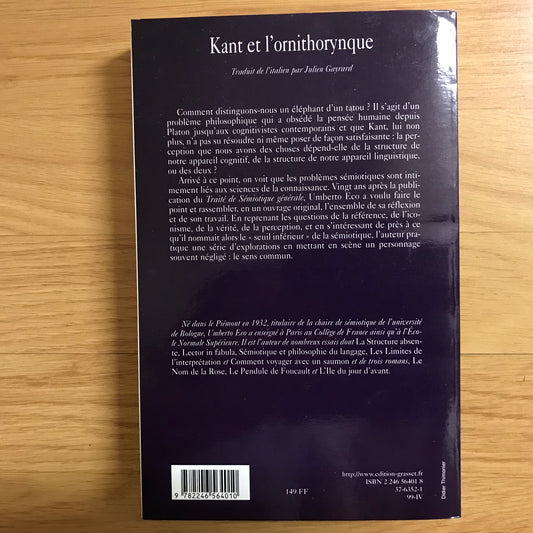 Kant et l'ornithorynque
Traduit de l'italien par Julien Gayrard
Comment distinguons-nous un éléphant d'un tatou ? Il s'agit d'un
problème philosophique qui a obsédé la pensée humaine depuis
Platon jusqu'aux cognitivistes contemporains et que Kant, lui non
plus, n'a pas su résoudre ni même poser de façon satisfaisante : la per-
ception que nous avons des choses dépend-elle de la structure de
notre appareil cognitif, de la structure de notre appareil linguistique,
ou des deux ?
Arrivé à ce point, on voit que les problèmes sémiotiques sont inti-
mement liés aux sciences de la connaissance. Vingt ans après la publica-
tion du Traité de Sémiotique générale, Umberto Eco a voulu faire le
point et rassembler, en un ouvrage original, l'ensemble de sa réflexion
et de son travail. En reprenant les questions de la référence, de l'ico-
nisme, de la vérité, de la perception, et en s'intéressant de près à ce
qu'il nommait alors le « seuil inférieur » de la sémiotique, l'auteur pra-
tique une série d'explorations en mettant en scène un personnage
souvent négligé : le sens commun.
Né dans le Piémont en 1932, titulaire de la chaire de sémiotique de l'université
de Bologne, Umberto Eco a enseigné à Paris au Collège de France ainsi qu'à l'Éco-
le Normale Supérieure. Il est l'auteur de nombreux essais dont La Structure absen-
te, Lector in fabula, Sémiotique et philosophie du langage, Les Limites de
l'interprétation et Comment voyager avec un saumon et de trois romans, Le
Nom de la Rose, Le Pendule de Foucault et L'Ile du jour d'avant.
http://www.edition-grasset.fr
ISBN 2 246 56401 8
37-6352-1
99-IV
9 782246 564010
149 FF
Didier Thimonier